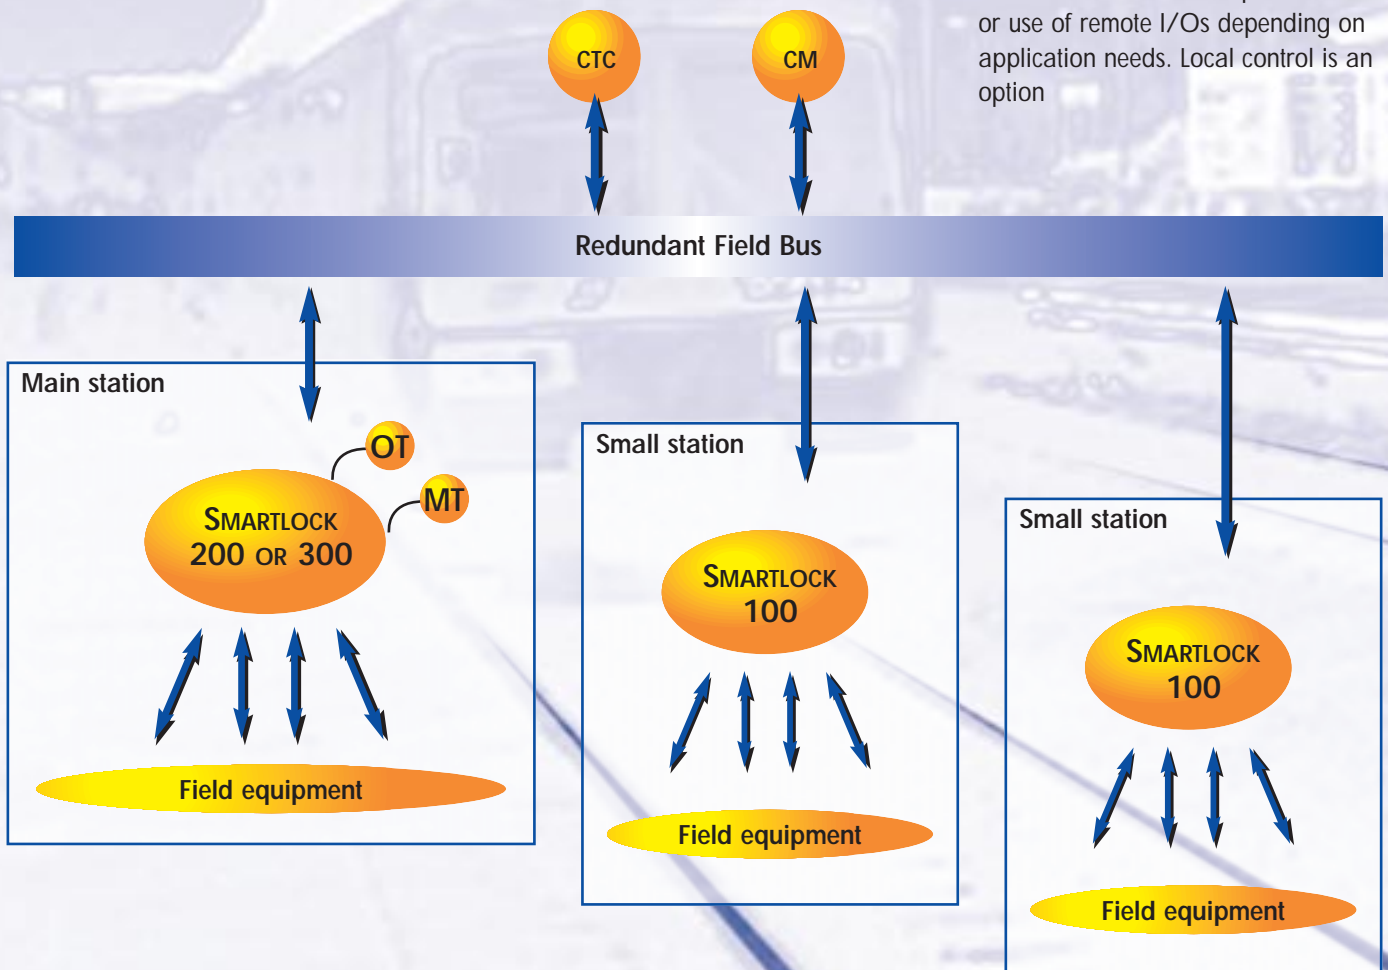 or use of remote I/Os depending on
application needs. Local control is an
option
CTC
CM
Redundant Field Bus
Main station
OT
MT
SMARTLOCK
200 OR 300
Field equipment
Small station
SMARTLOCK
100
Field equipment
Small station
SMARTLOCK
100
Field equipment